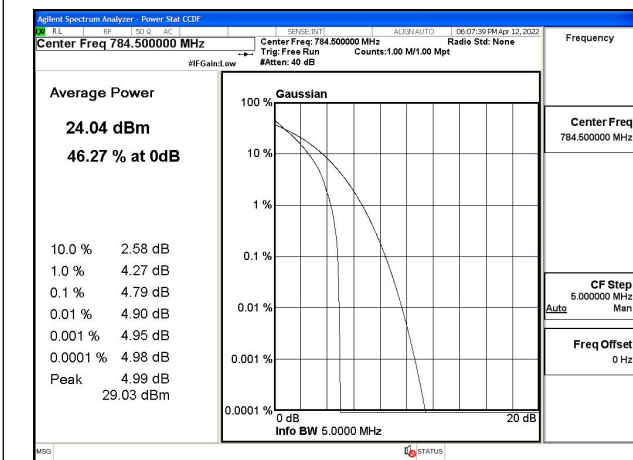 Agilent Spectrum Analyzer - Power Stat CCDF
RL RF 50 Ω AC SENSE:INT ALIGN AUTO 06:07:39 PM Apr 12, 2022
Center Freq 784.500000 MHz
Center Freq: 784.500000 MHz Radio Std: None
Trig: Free Run Counts:1.00 M/1.00 Mpt
#IFGain:Low #Atten: 40 dB
Frequency
Average Power
24.04 dBm
46.27 % at 0dB
10.0 % 2.58 dB
1.0 % 4.27 dB
0.1 % 4.79 dB
0.01 % 4.90 dB
0.001 % 4.95 dB
0.0001 % 4.98 dB
Peak 4.99 dB
29.03 dBm
Gaussian
100 %
10 %
1 %
0.1 %
0.01 %
0.001 %
0.0001 %
0 dB 20 dB
Info BW 5.0000 MHz
Center Freq
784.500000 MHz
CF Step
5.000000 MHz
Auto Man
Freq Offset
0 Hz
MSG STATUS